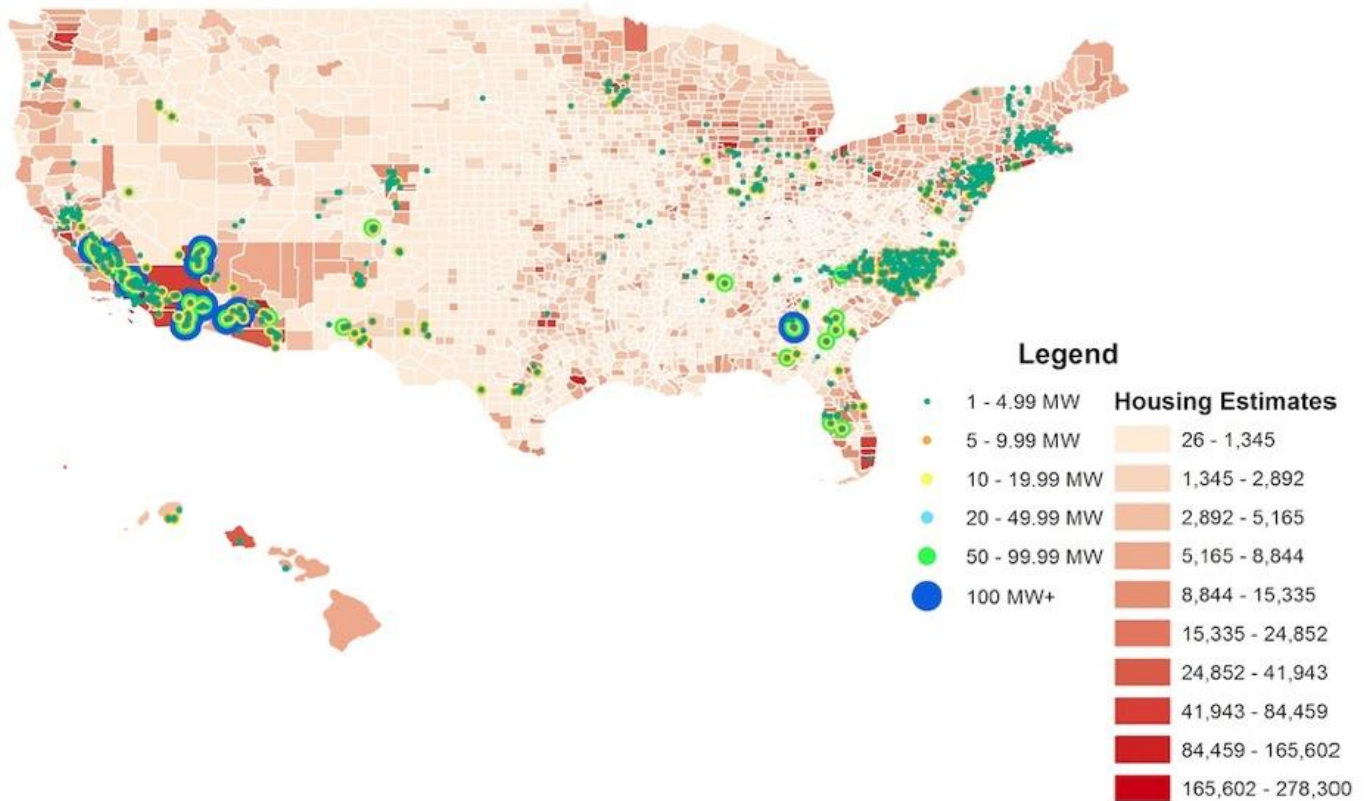 Legend
1 - 4.99 MW
5 - 9.99 MW
10 - 19.99 MW
20 - 49.99 MW
50 - 99.99 MW
100 MW+
Housing Estimates
26 - 1,345
1,345 - 2,892
2,892 - 5,165
5,165 - 8,844
8,844 - 15,335
15,335 - 24,852
24,852 - 41,943
41,943 - 84,459
84,459 - 165,602
165,602 - 278,300